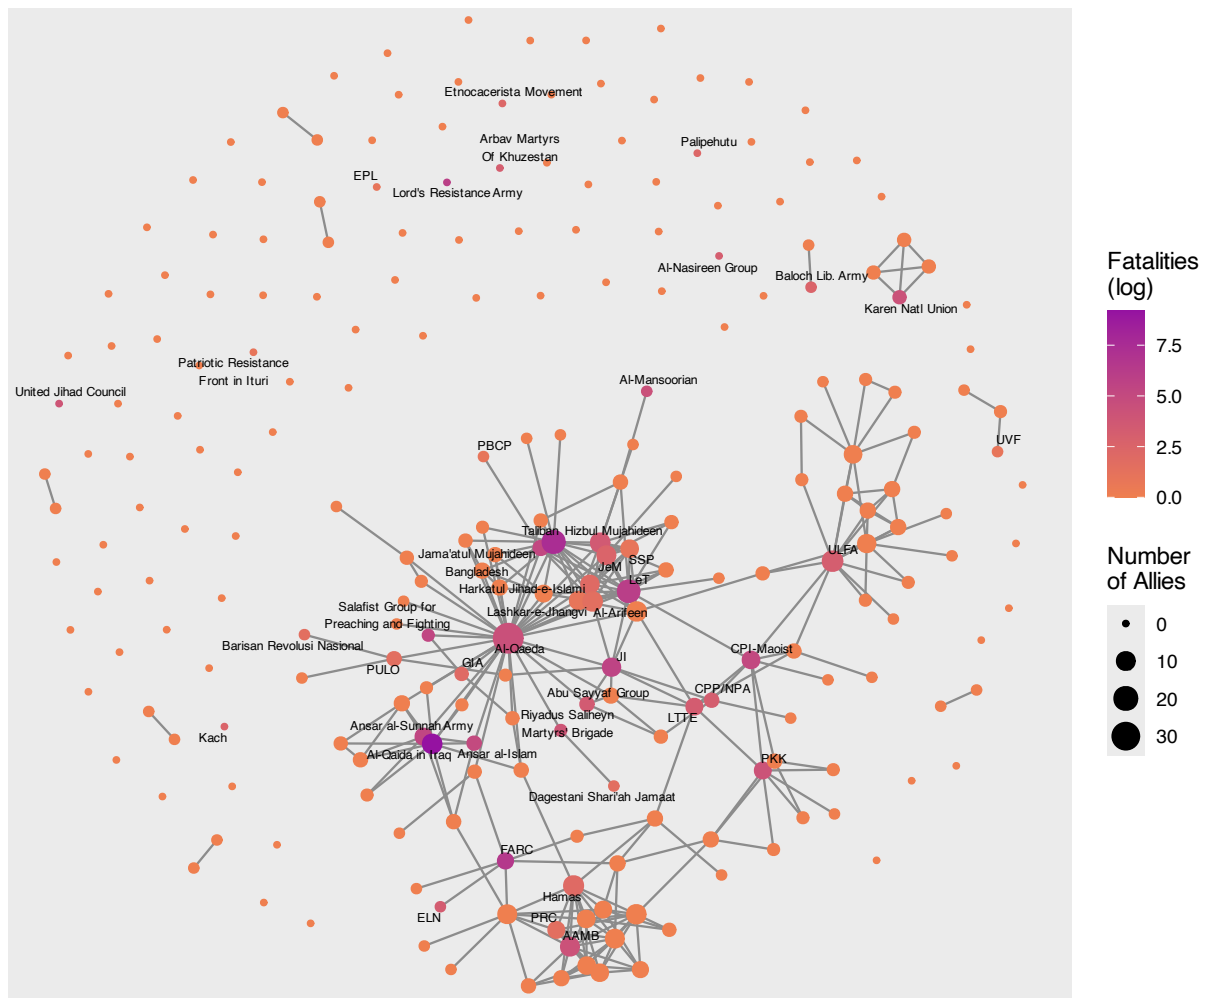 Etnocacerista Movement
Arbav Martyrs
Of Khuzestan
Palipehutu
EPL
Lord's Resistance Army
Al-Nasireen Group
Baloch Lib. Army
Karen Natl Union
Patriotic Resistance
Front in Ituri
United Jihad Council
Al-Mansoorian
PBCP
UVF
Taliban
Hizbul Mujahideen
Jama'atul Mujahideen
Bangladesh
JeM
SSP
ULFA
LeT
Harkatul Jihad-e-Islami
Lashkar-e-Jhangvi
Al-Arifeen
Salafist Group for
Preaching and Fighting
Barisan Revolusi Nasional
Al-Qaeda
PULO
GIA
JI
CPI-Maoist
CPP/NPA
Abu Sayyaf Group
LTTE
Riyadus Saliheyn
Martyrs' Brigade
Kach
Ansar al-Sunnah Army
Al-Qaida in Iraq
Ansar al-Islam
PKK
Dagestani Shari'ah Jamaat
FARC
Hamas
ELN
PRC
AAMB
Fatalities
(log)
7.5
5.0
2.5
0.0
Number
of Allies
0
10
20
30